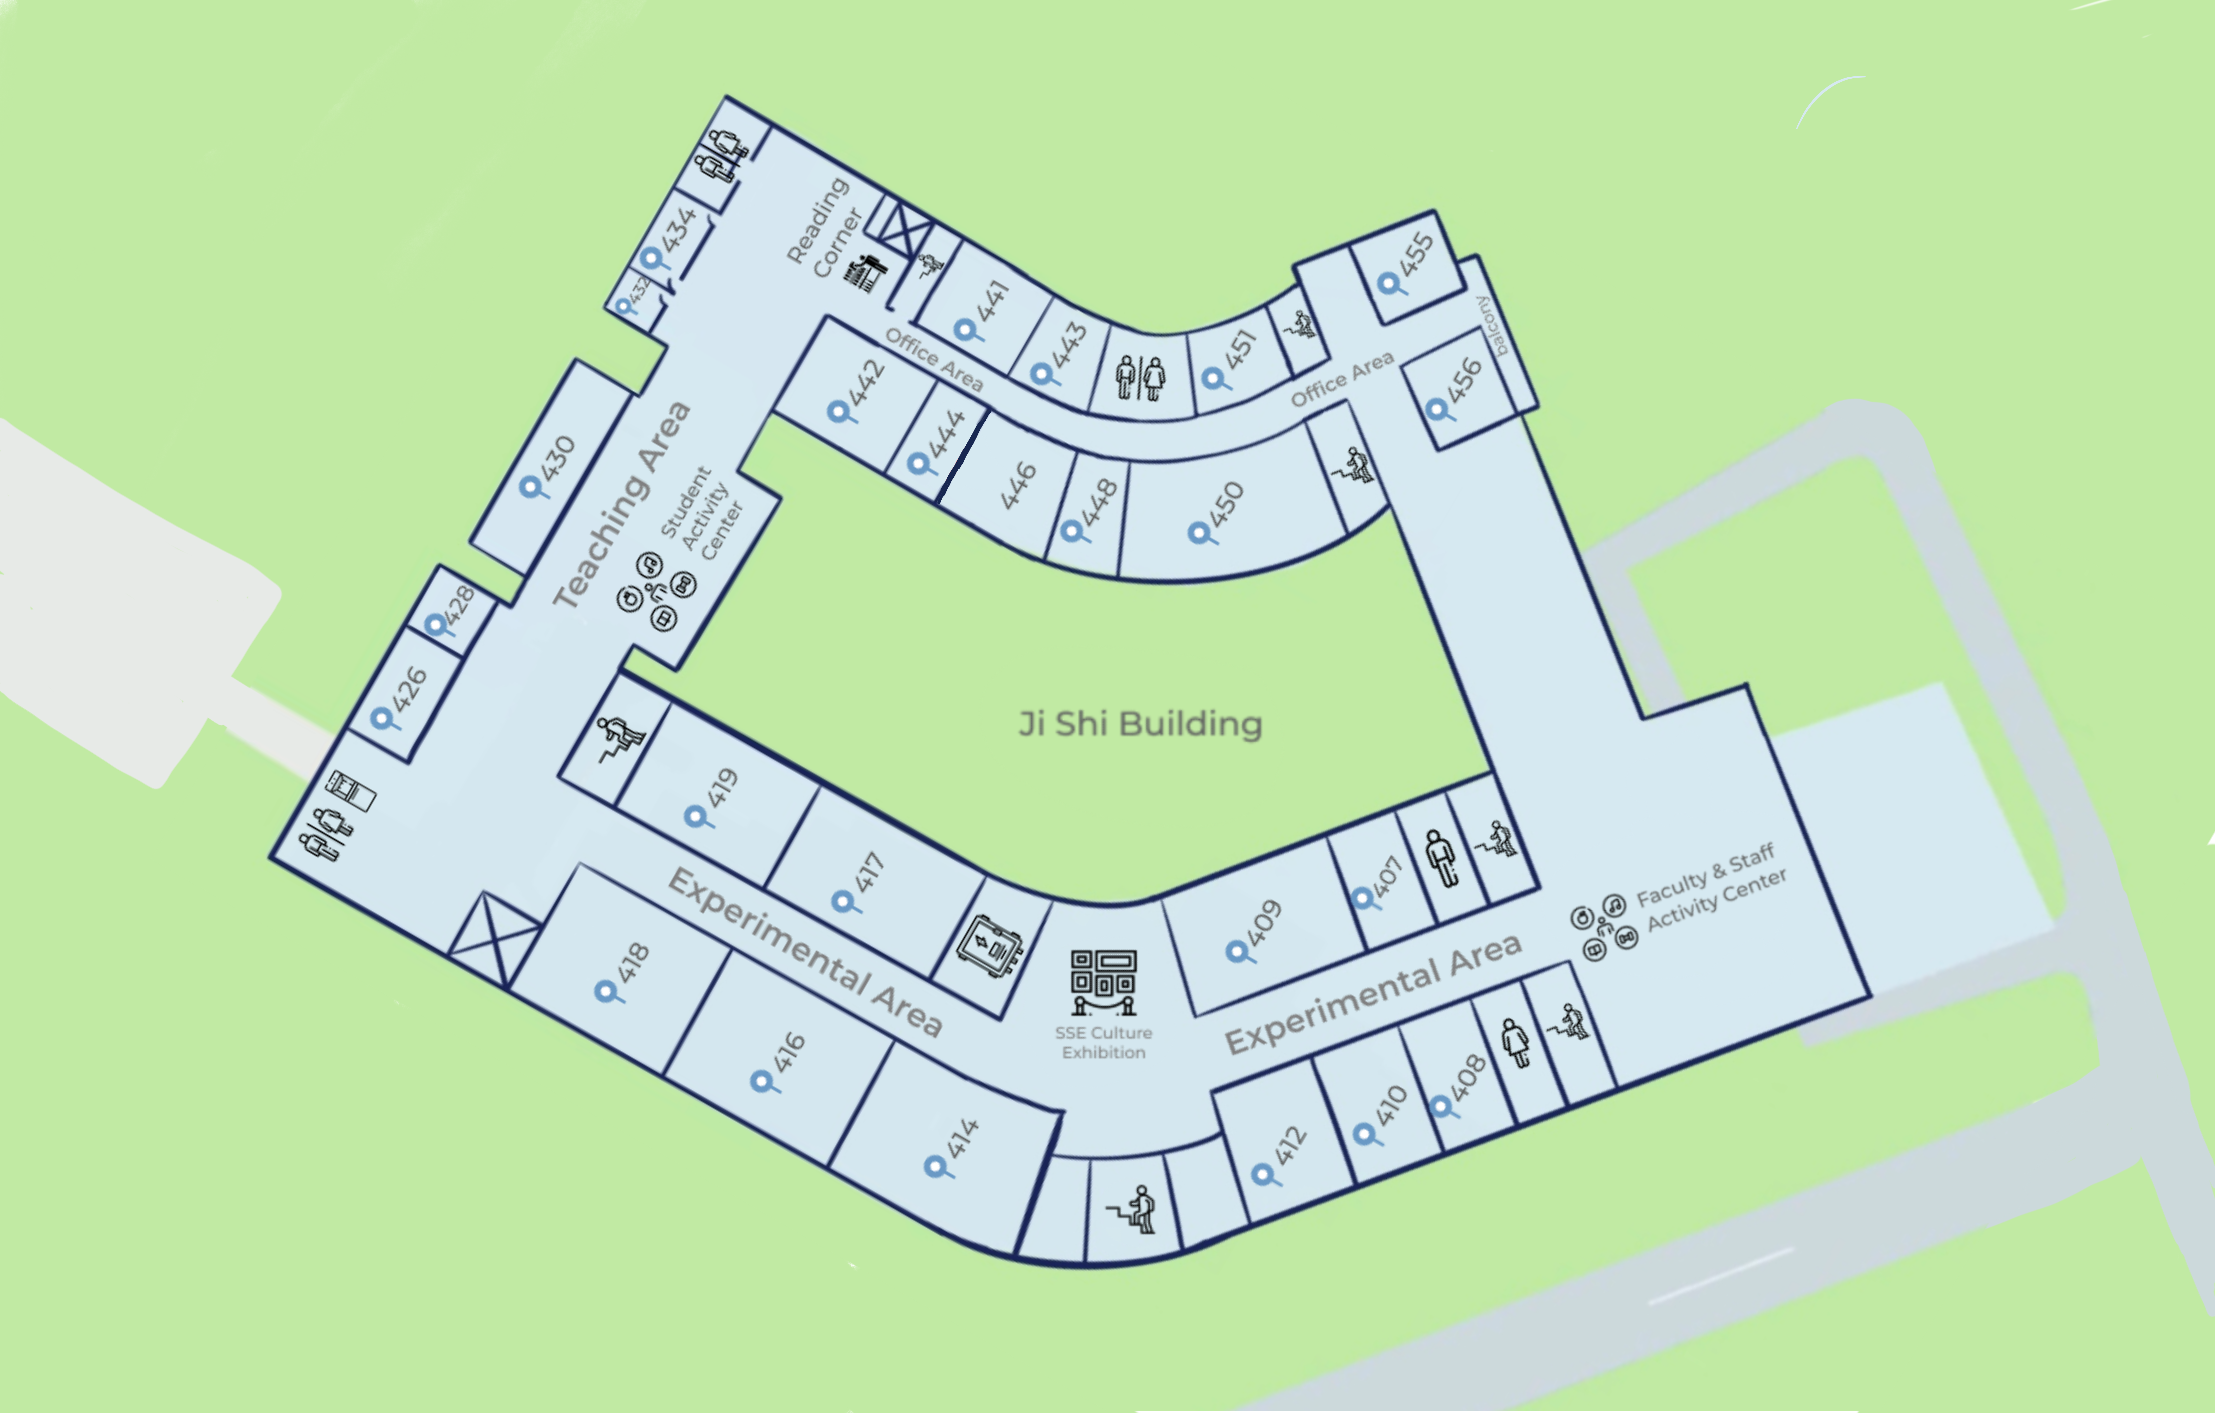 434
432
Reading
Corner
441
443
451
455
balcony
Office Area
Office Area
442
444
446
448
450
456
430
Teaching Area
Student
Activity
Center
428
426
Ji Shi Building
419
417
409
407
Experimental Area
Experimental Area
SSE Culture
Exhibition
Faculty & Staff
Activity Center
418
416
414
412
410
408